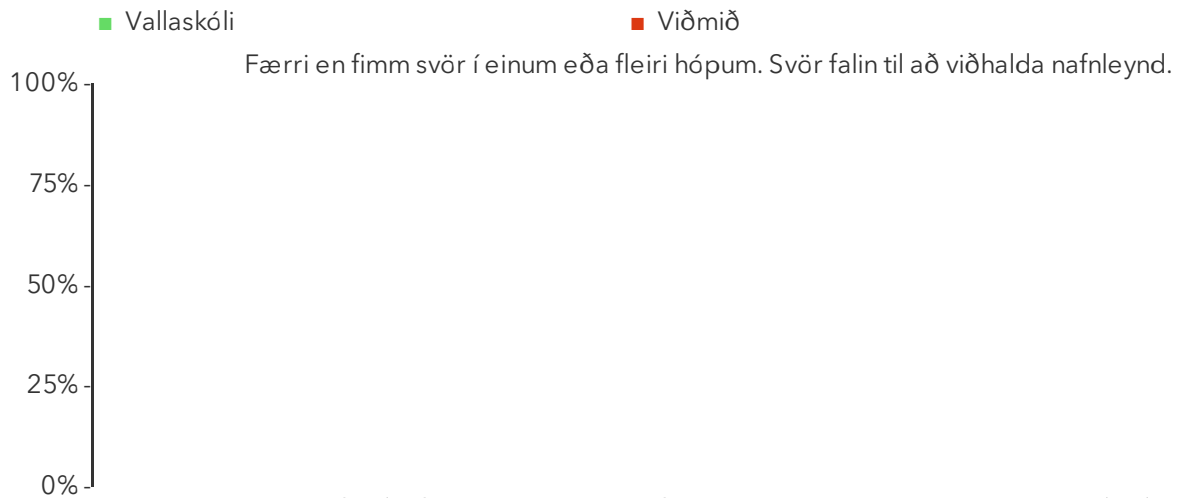 Vallaskóli Viðmið
Færri en fimm svör í einum eða fleiri hópum. Svör falin til að viðhalda nafnleynd.
100%
75%
50%
25%
0%